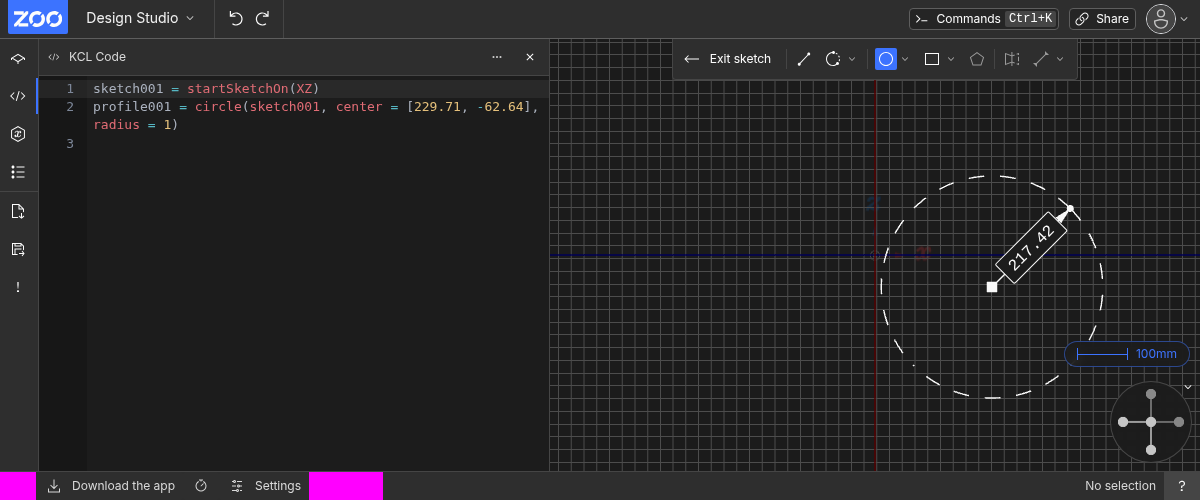 ZOO Design Studio Commands Ctrl+K Share
KCL Code
Exit sketch
1 sketch001 = startSketchOn(XZ)
2 profile001 = circle(sketch001, center = [229.71, -62.64],
radius = 1)
3
217.42
100mm
Download the app Settings No selection ?